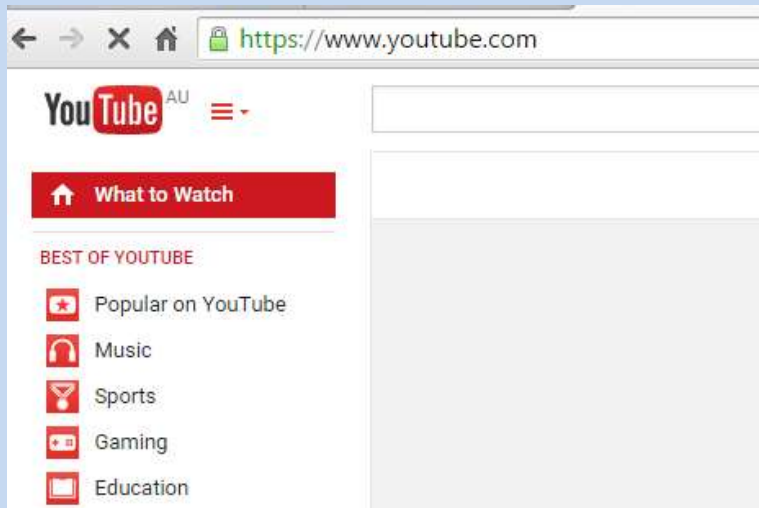 https://www.youtube.com
YouTube AU
What to Watch
BEST OF YOUTUBE
Popular on YouTube
Music
Sports
Gaming
Education